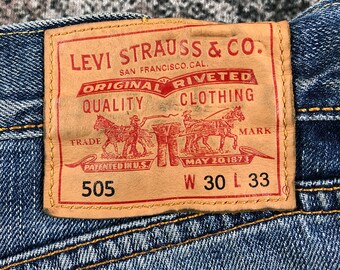 LEVI STRAUSS & CO.
SAN FRANCISCO, CAL.
ORIGINAL RIVETED
QUALITY CLOTHING
TRADE MARK
PATENTED IN U.S. MAY 20 1873
505 W 30 L 33